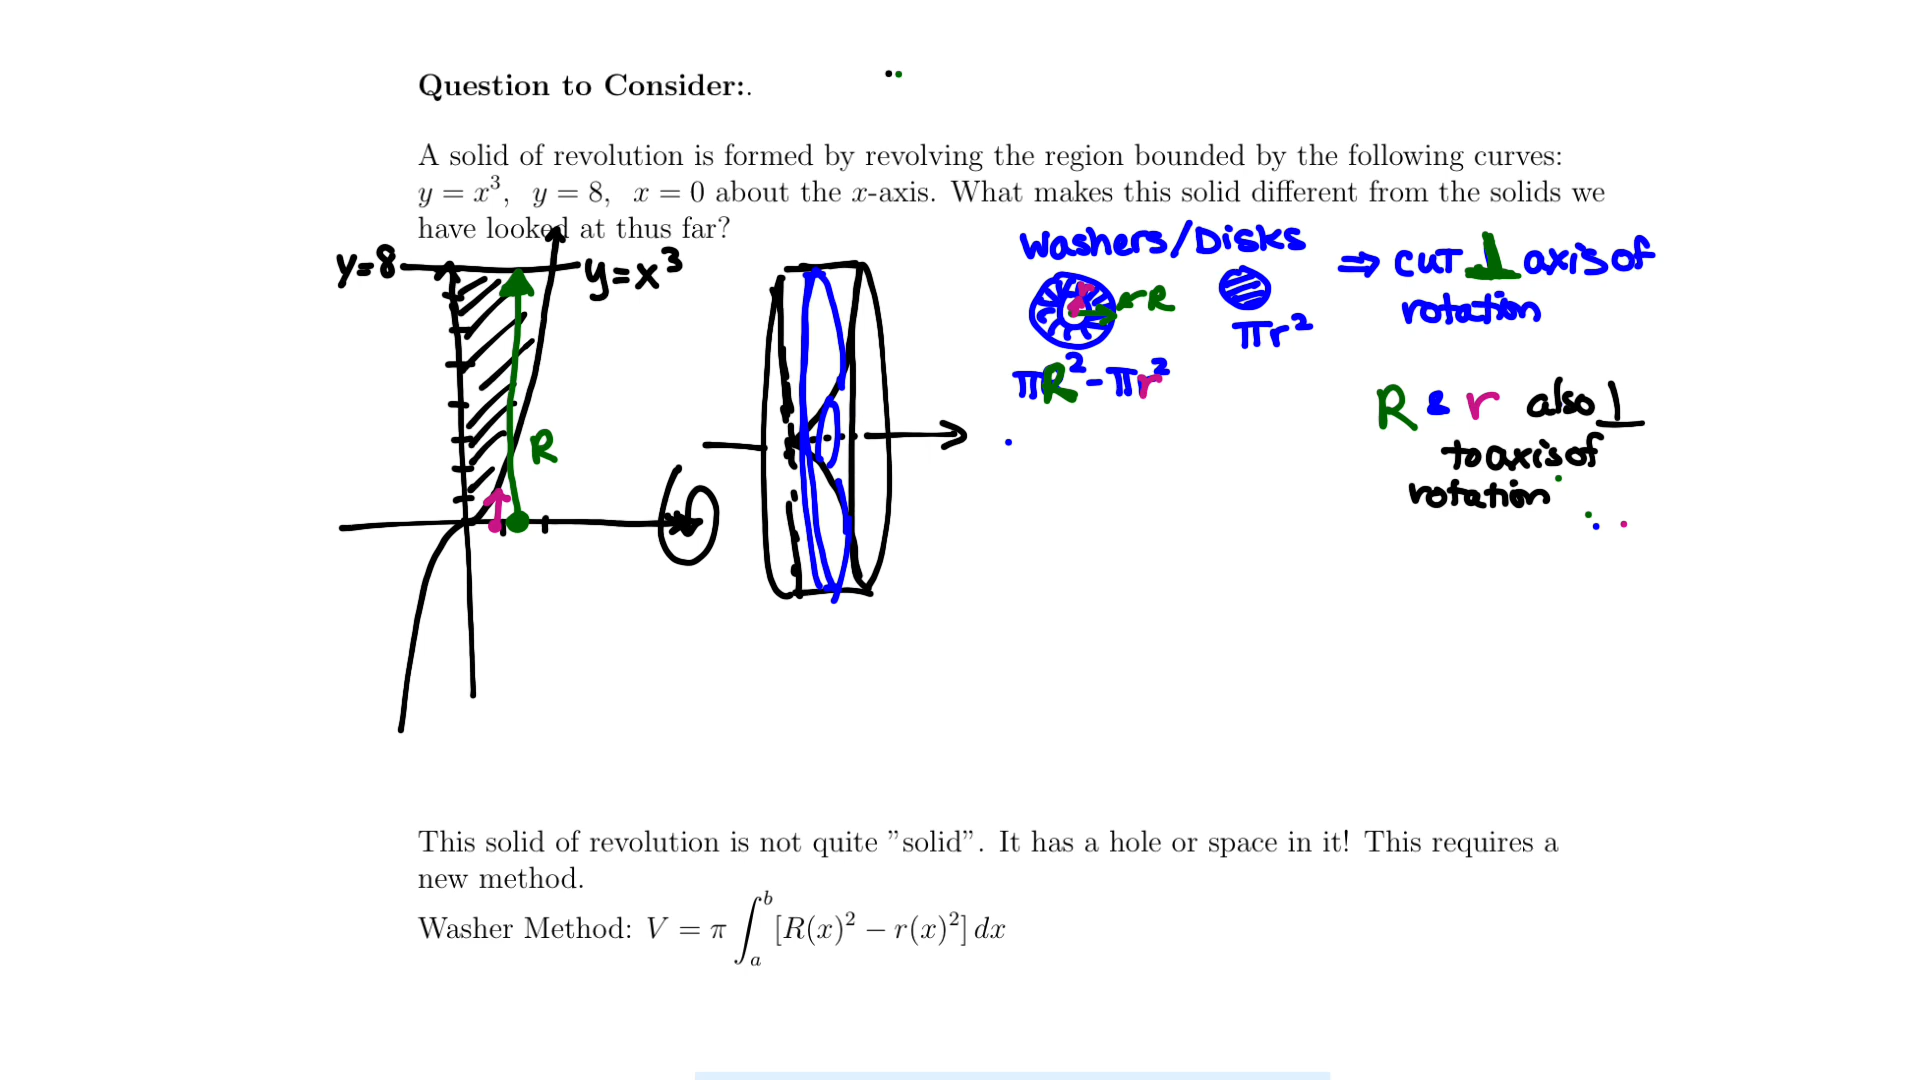 Question to Consider:.
A solid of revolution is formed by revolving the region bounded by the following curves:
y = x³, y = 8, x = 0 about the x-axis. What makes this solid different from the solids we
have looked at thus far?
y=8
y=x³
R
Washers/Disks
R
πr²
πR²-πr²
⇒ cut ⊥ axis of
rotation
R & r also ⊥
to axis of
rotation
This solid of revolution is not quite ”solid”. It has a hole or space in it! This requires a
new method.
Washer Method: V = π ∫ₐᵇ [R(x)² − r(x)²] dx